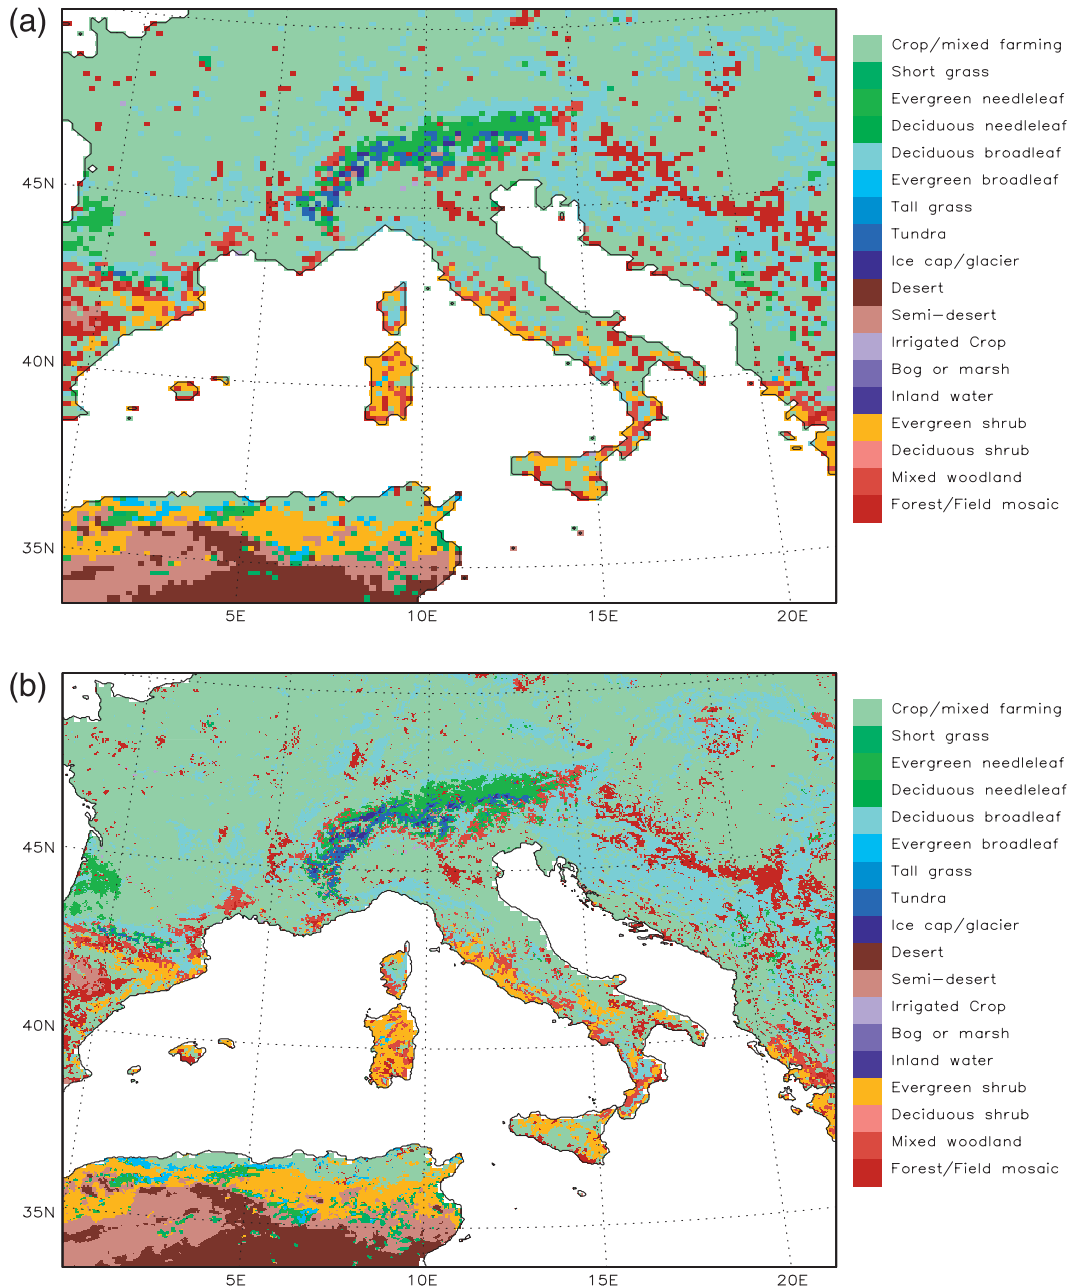 (a)
Crop/mixed farming
Short grass
Evergreen needleleaf
Deciduous needleleaf
Deciduous broadleaf
Evergreen broadleaf
Tall grass
Tundra
Ice cap/glacier
Desert
Semi-desert
Irrigated Crop
Bog or marsh
Inland water
Evergreen shrub
Deciduous shrub
Mixed woodland
Forest/Field mosaic
45N
40N
35N
5E
10E
15E
20E
(b)
Crop/mixed farming
Short grass
Evergreen needleleaf
Deciduous needleleaf
Deciduous broadleaf
Evergreen broadleaf
Tall grass
Tundra
Ice cap/glacier
Desert
Semi-desert
Irrigated Crop
Bog or marsh
Inland water
Evergreen shrub
Deciduous shrub
Mixed woodland
Forest/Field mosaic
45N
40N
35N
5E
10E
15E
20E